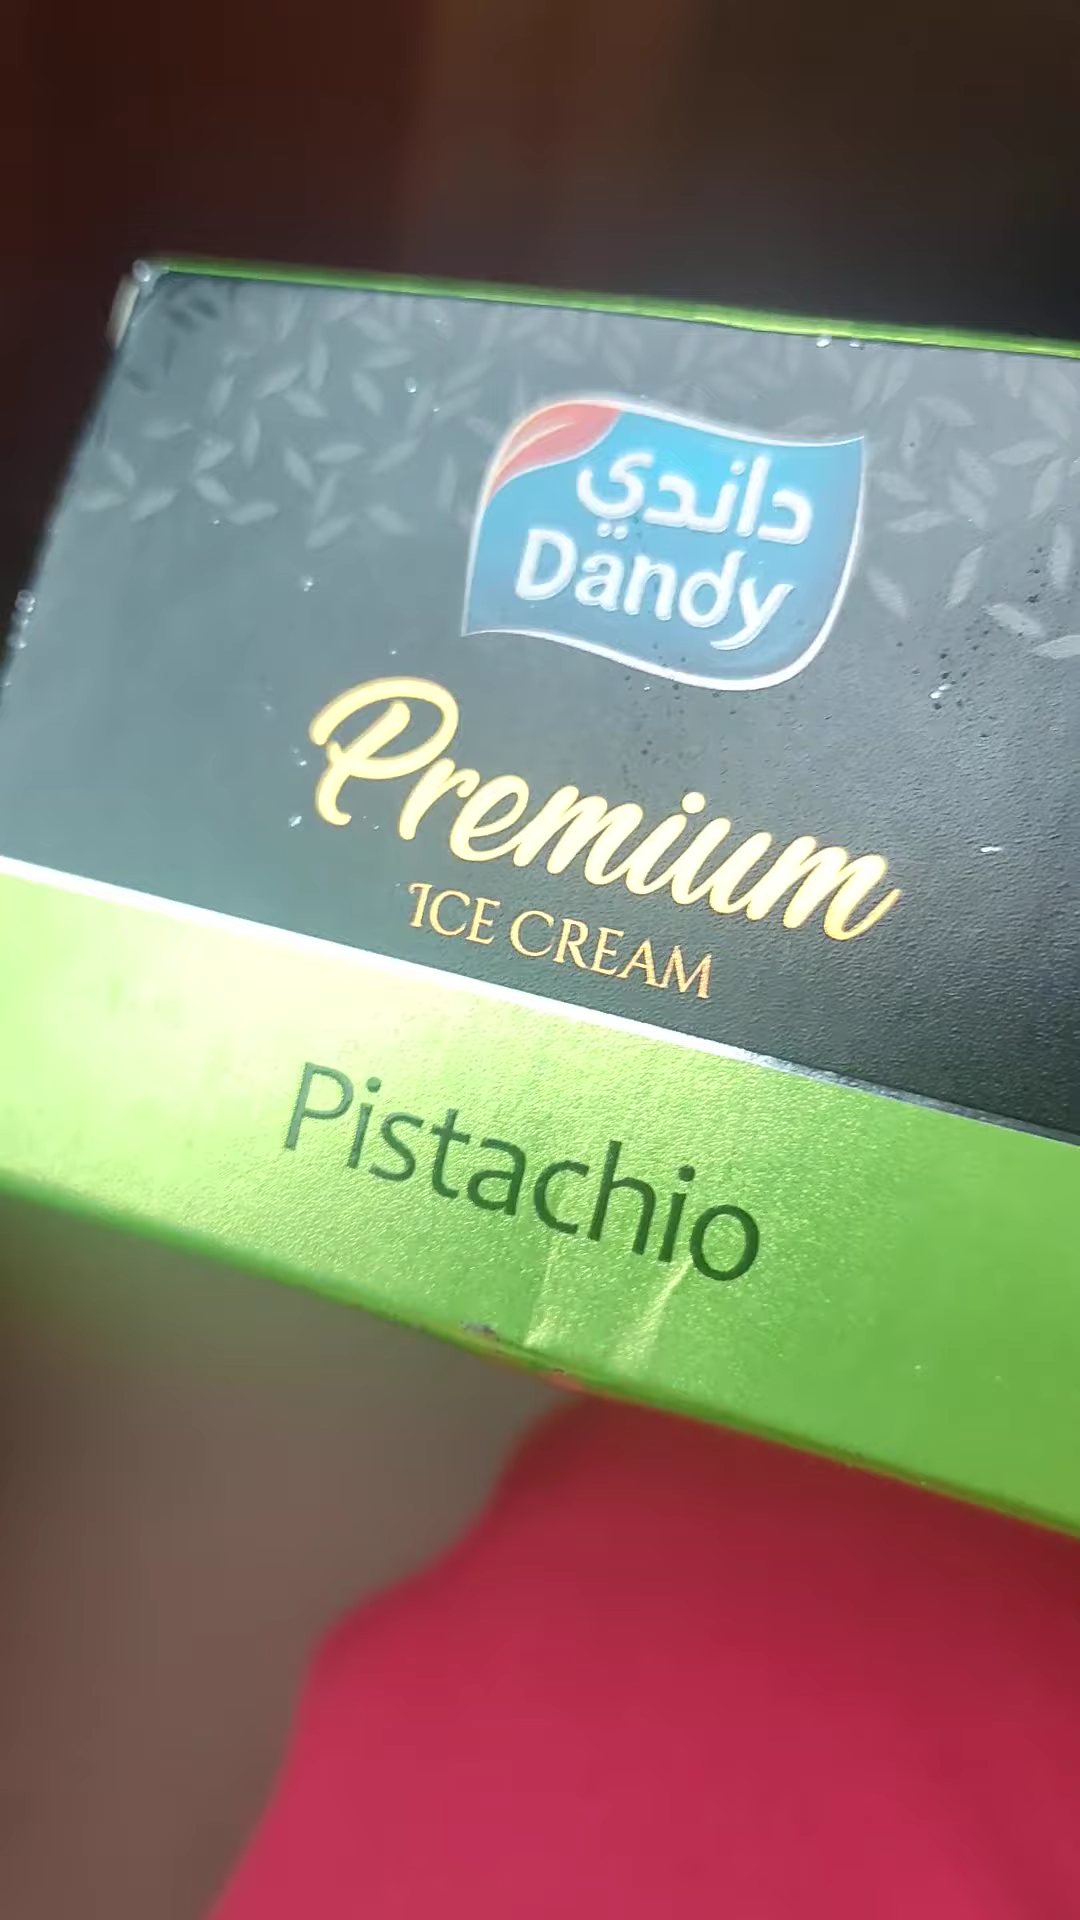 داندي
Dandy
Premium
ICE CREAM
Pistachio